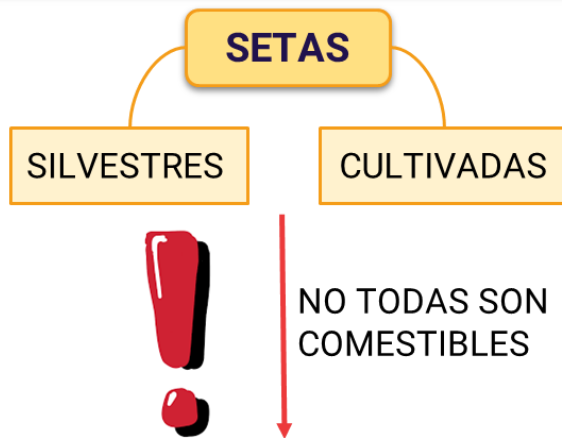 SETAS
SILVESTRES
CULTIVADAS
NO TODAS SON
COMESTIBLES